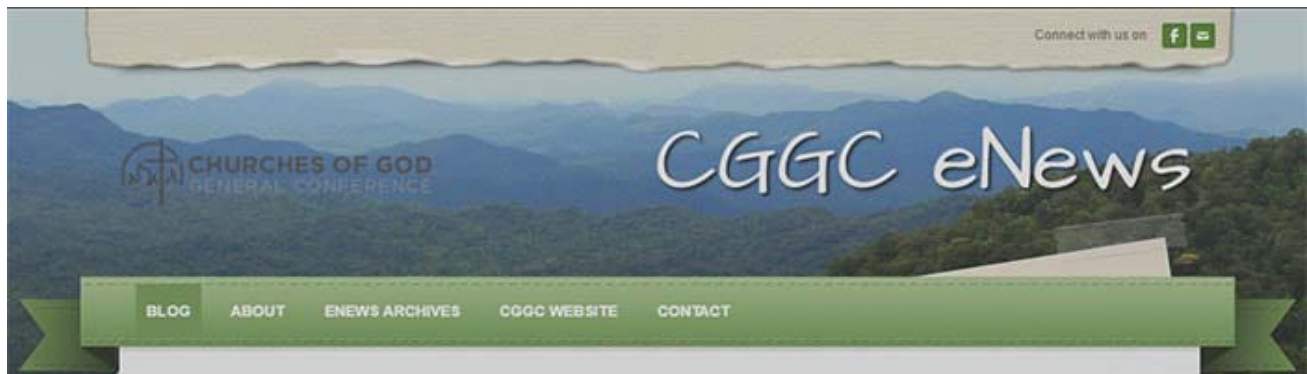 Connect with us on
CHURCHES OF GOD
GENERAL CONFERENCE
CGGC eNews
BLOG ABOUT ENEWS ARCHIVES CGGC WEBSITE CONTACT